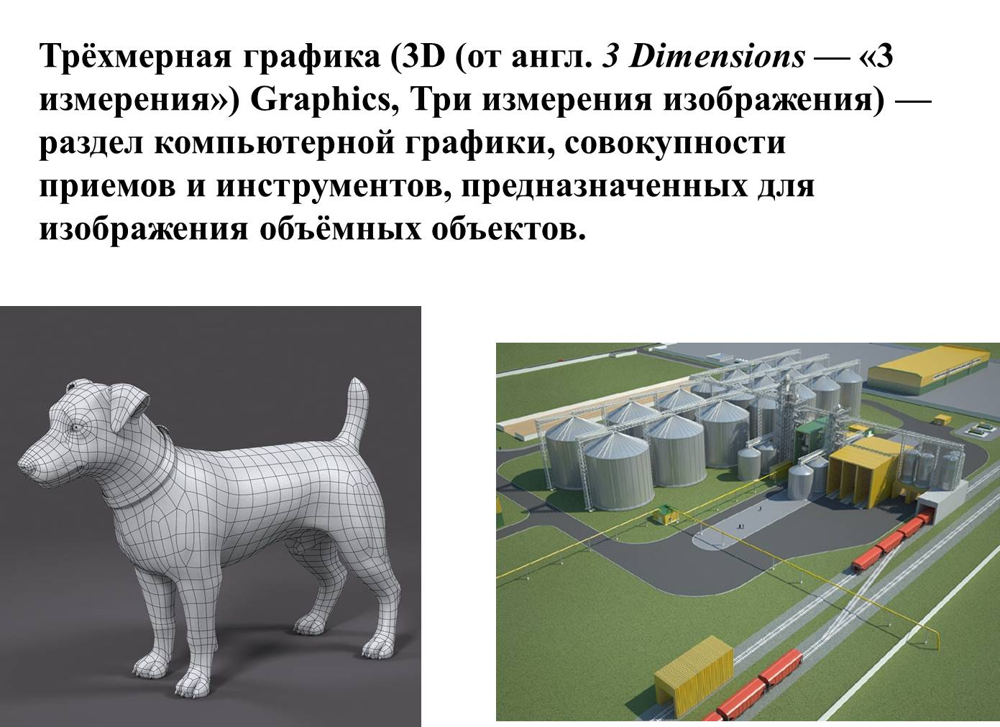 Трёхмерная графика (3D (от англ. 3 Dimensions — «3
измерения») Graphics, Три измерения изображения) —
раздел компьютерной графики, совокупности
приемов и инструментов, предназначенных для
изображения объёмных объектов.